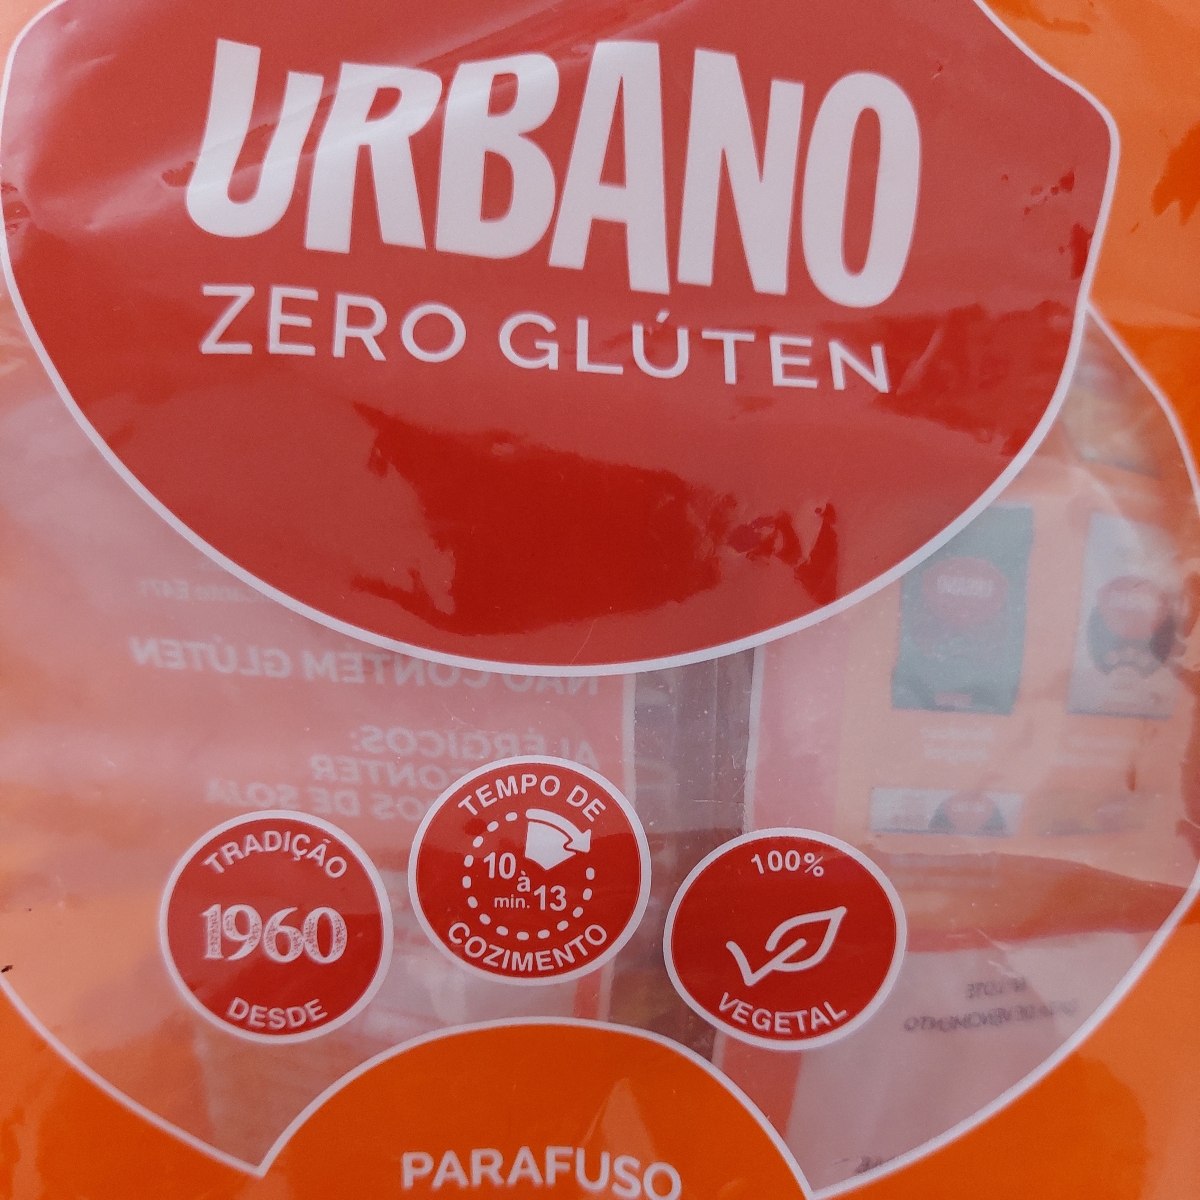 URBANO
ZERO GLÚTEN
NÃO CONTÉM GLÚTEN
ALÉRGICOS:
TRADIÇÃO
1960
DESDE
TEMPO DE
10 à 13
min.
COZIMENTO
100%
VEGETAL
PARAFUSO